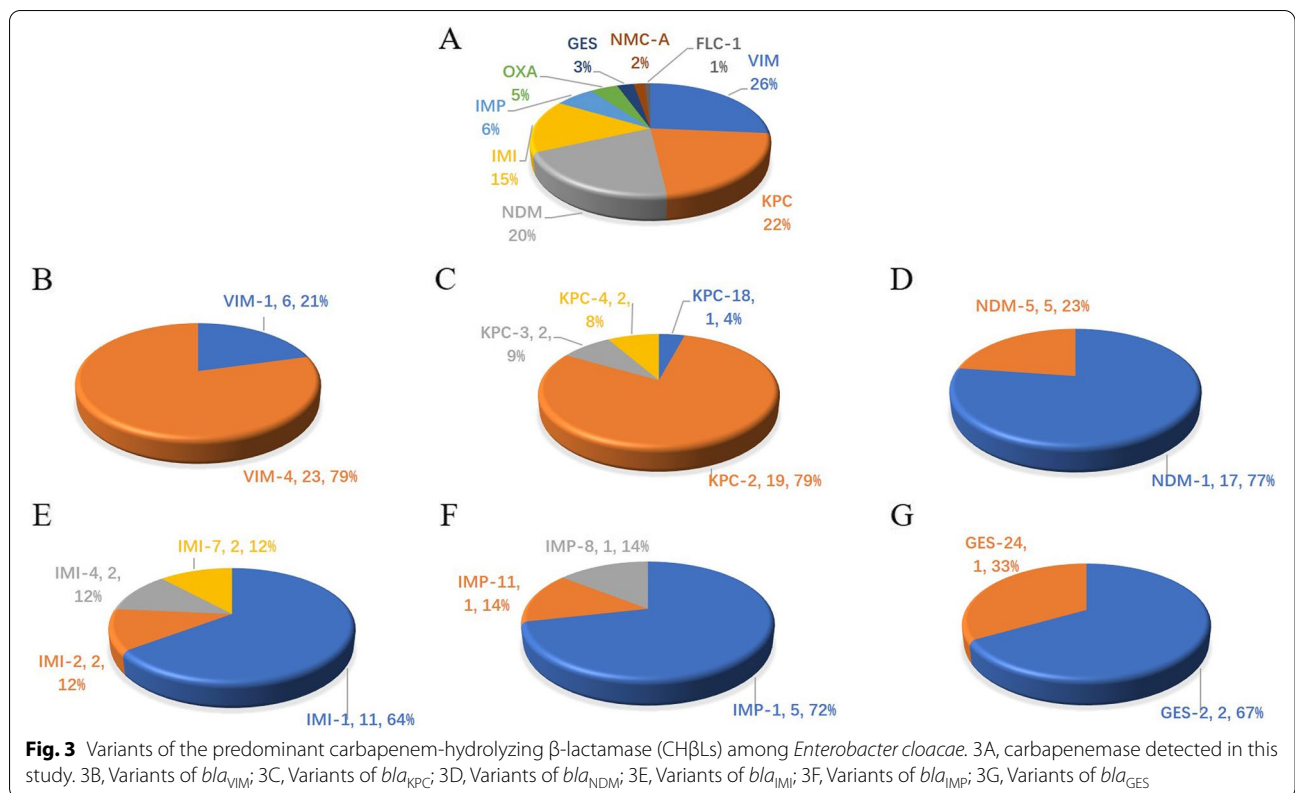 A
GES
3%
NMC-A
2%
FLC-1
1%
VIM
26%
OXA
5%
IMP
6%
IMI
15%
NDM
20%
KPC
22%
B
VIM-1, 6, 21%
VIM-4, 23, 79%
C
KPC-4, 2,
8%
KPC-18,
1, 4%
KPC-3, 2,
9%
KPC-2, 19, 79%
D
NDM-5, 5, 23%
NDM-1, 17, 77%
E
IMI-7, 2, 12%
IMI-4, 2,
12%
IMI-2, 2,
12%
IMI-1, 11, 64%
F
IMP-8, 1, 14%
IMP-11,
1, 14%
IMP-1, 5, 72%
G
GES-24,
1, 33%
GES-2, 2, 67%
Fig. 3 Variants of the predominant carbapenem-hydrolyzing β-lactamase (CHβLs) among Enterobacter cloacae. 3A, carbapenemase detected in this
study. 3B, Variants of blaVIM; 3C, Variants of blaKPC; 3D, Variants of blaNDM; 3E, Variants of blaIMI; 3F, Variants of blaIMP; 3G, Variants of blaGES